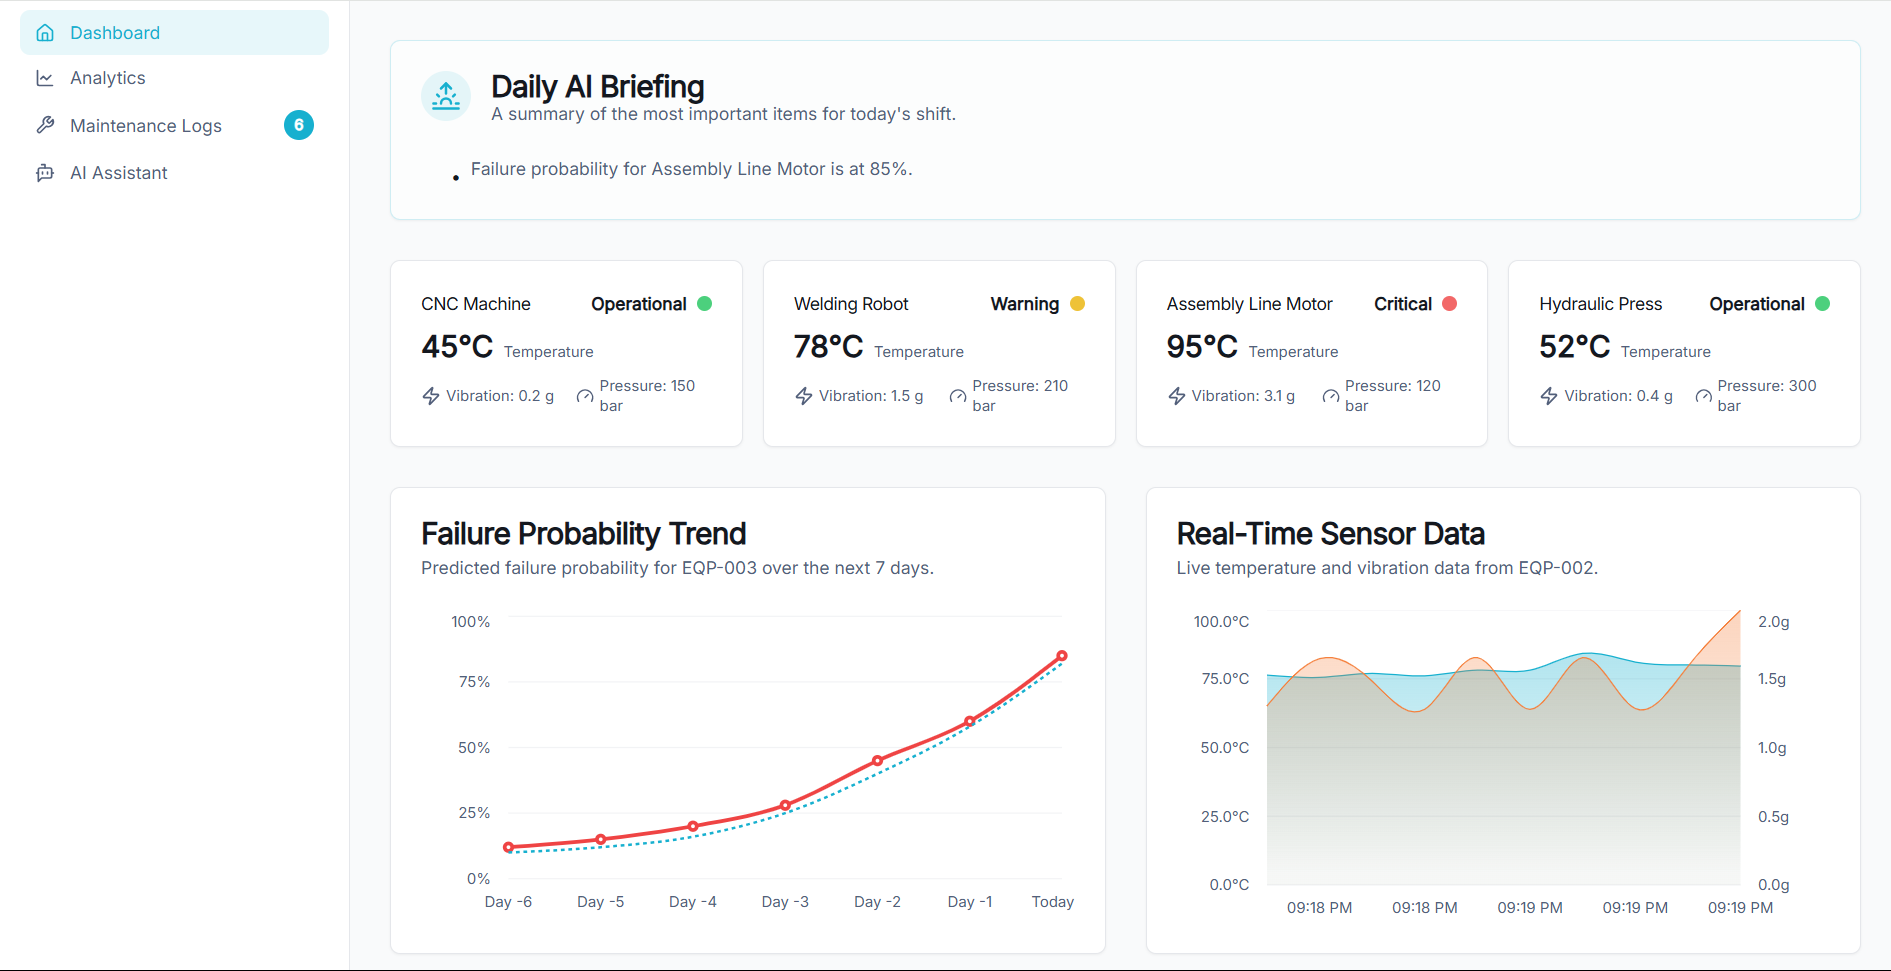 Dashboard
Analytics
Maintenance Logs
6
AI Assistant
Daily AI Briefing
A summary of the most important items for today's shift.
• Failure probability for Assembly Line Motor is at 85%.
CNC Machine
Operational
45°C Temperature
Vibration: 0.2 g
Pressure: 150
bar
Welding Robot
Warning
78°C Temperature
Vibration: 1.5 g
Pressure: 210
bar
Assembly Line Motor
Critical
95°C Temperature
Vibration: 3.1 g
Pressure: 120
bar
Hydraulic Press
Operational
52°C Temperature
Vibration: 0.4 g
Pressure: 300
bar
Failure Probability Trend
Predicted failure probability for EQP-003 over the next 7 days.
100%
75%
50%
25%
0%
Day -6
Day -5
Day -4
Day -3
Day -2
Day -1
Today
Real-Time Sensor Data
Live temperature and vibration data from EQP-002.
100.0°C
75.0°C
50.0°C
25.0°C
0.0°C
2.0g
1.5g
1.0g
0.5g
0.0g
09:18 PM
09:18 PM
09:19 PM
09:19 PM
09:19 PM